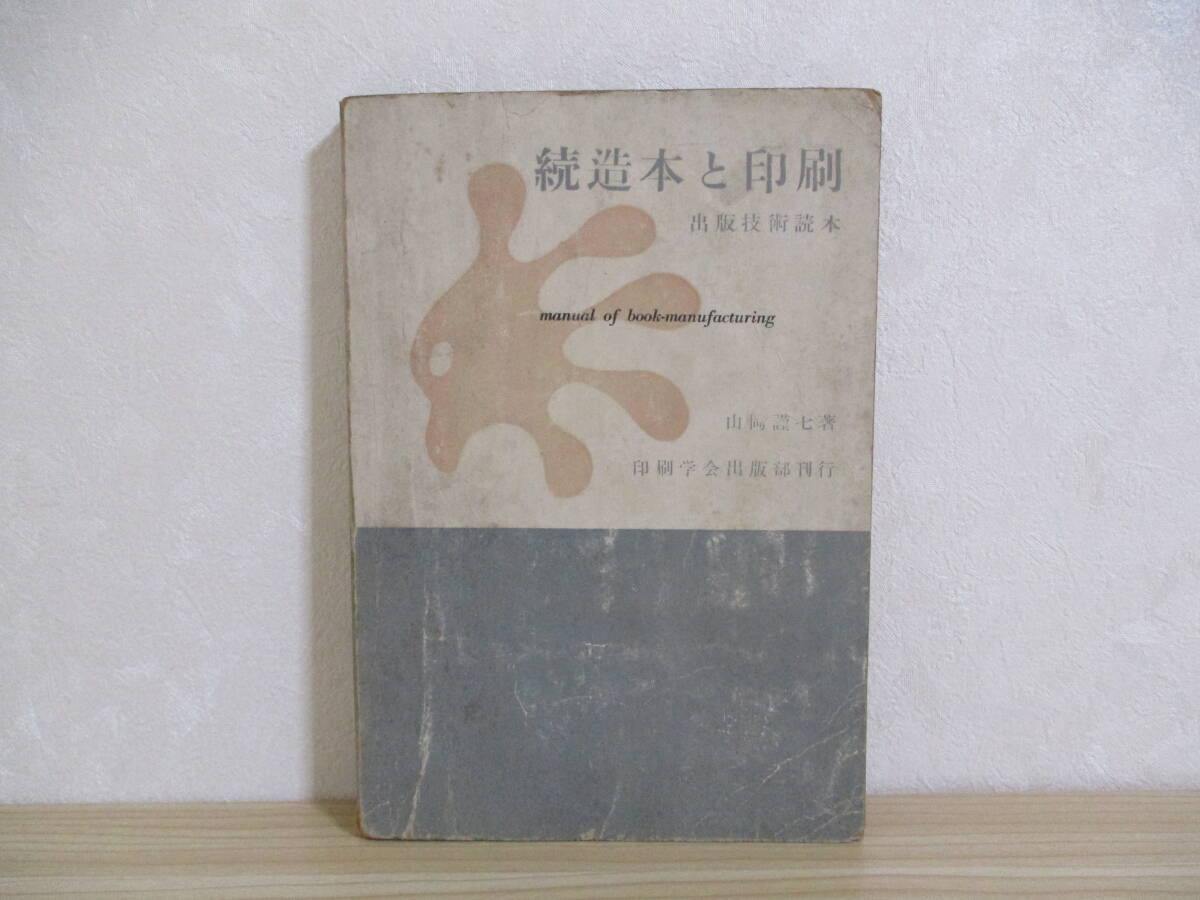 続造本と印刷
出版技術読本
manual of book-manufacturing
山岡謹七著
印刷学会出版部刊行